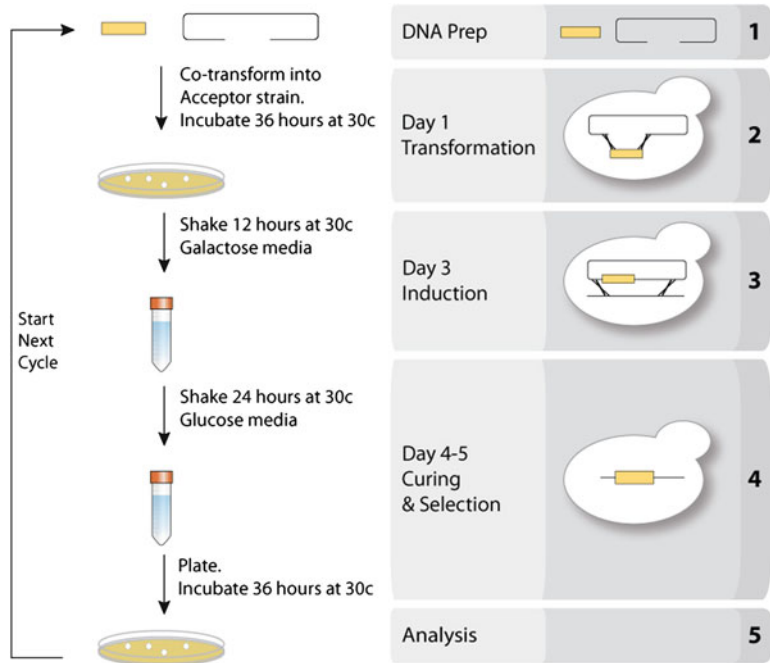 Co-transform into
Acceptor strain.
Incubate 36 hours at 30c
Shake 12 hours at 30c
Galactose media
Start
Next
Cycle
Shake 24 hours at 30c
Glucose media
Plate.
Incubate 36 hours at 30c
DNA Prep
1
Day 1
Transformation
2
Day 3
Induction
3
Day 4-5
Curing
& Selection
4
Analysis
5